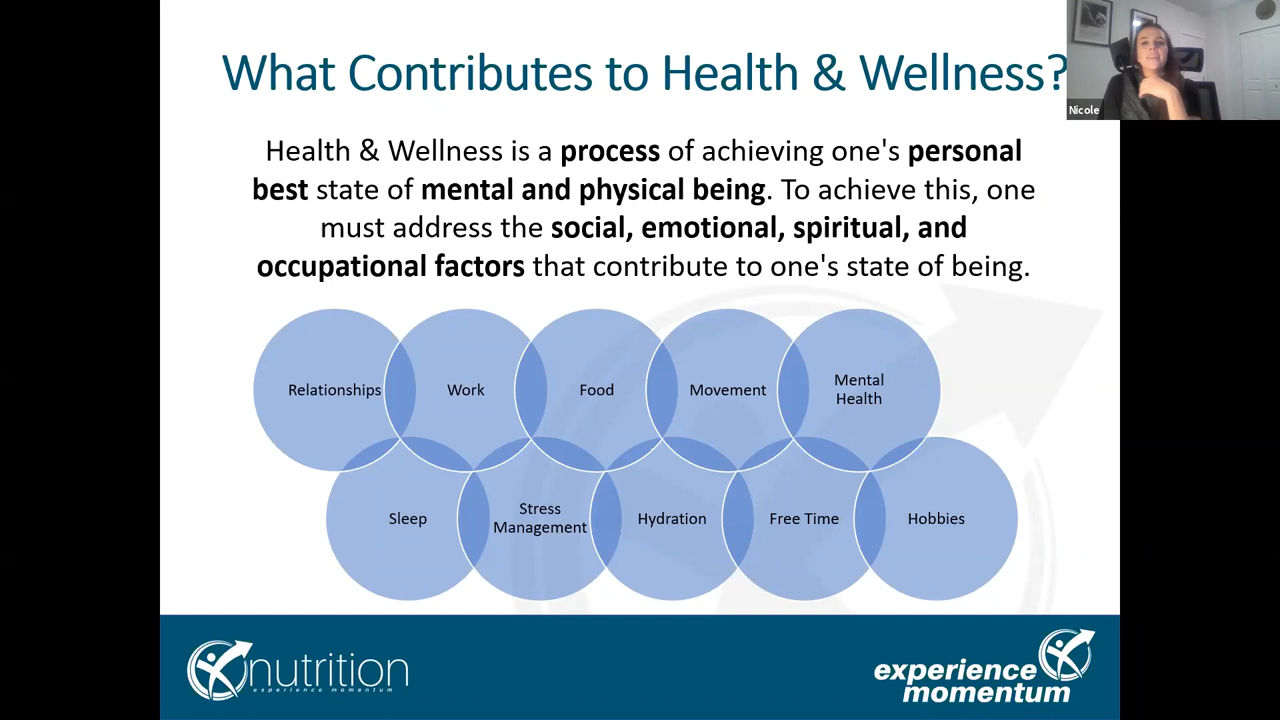 What Contributes to Health & Wellness?
Nicole
Health & Wellness is a process of achieving one's personal
best state of mental and physical being. To achieve this, one
must address the social, emotional, spiritual, and
occupational factors that contribute to one's state of being.
Relationships
Work
Food
Movement
Mental
Health
Sleep
Stress
Management
Hydration
Free Time
Hobbies
nutrition
experience momentum
experience
momentum